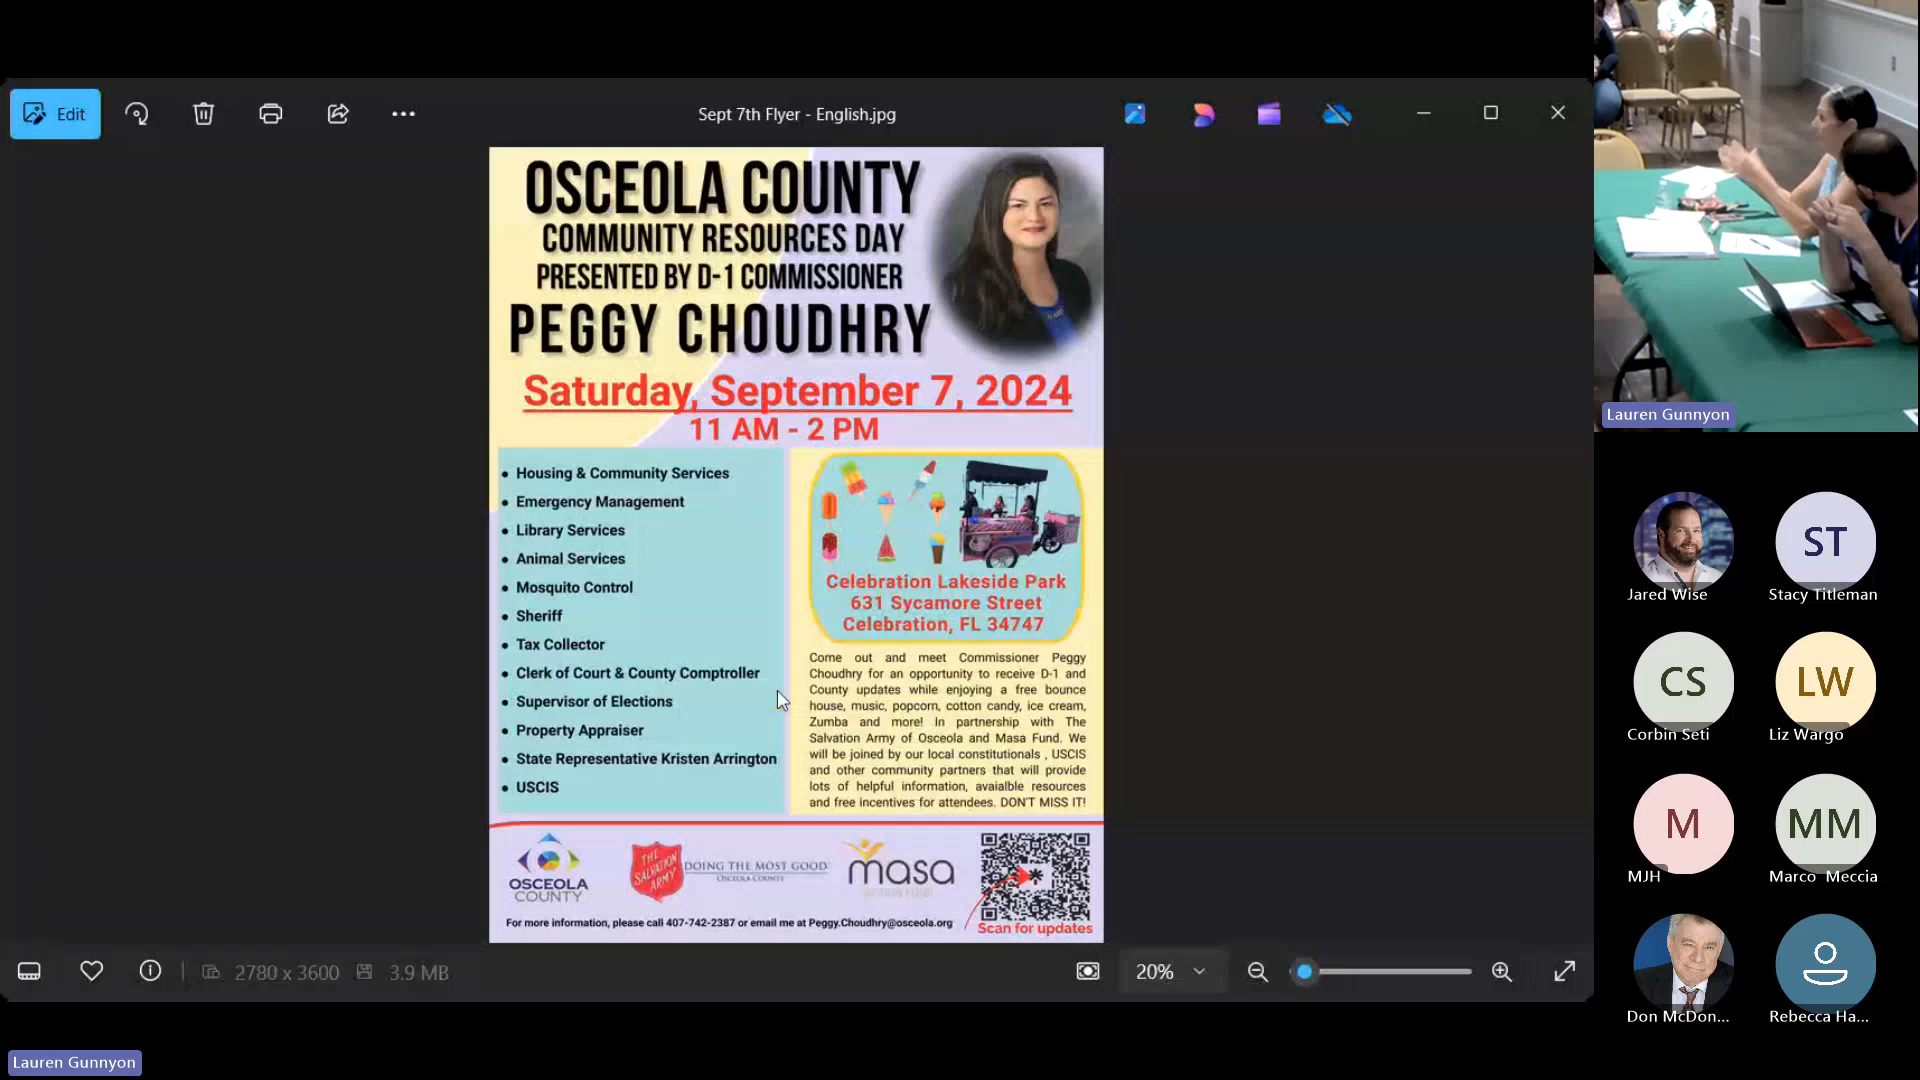 Edit
Sept 7th Flyer - English.jpg
OSCEOLA COUNTY
COMMUNITY RESOURCES DAY
PRESENTED BY D-1 COMMISSIONER
PEGGY CHOUDHRY
Saturday, September 7, 2024
11 AM - 2 PM
Housing & Community Services
Emergency Management
Library Services
Animal Services
Mosquito Control
Sheriff
Tax Collector
Clerk of Court & County Comptroller
Supervisor of Elections
Property Appraiser
State Representative Kristen Arrington
USCIS
Celebration Lakeside Park
631 Sycamore Street
Celebration, FL 34747
Come out and meet Commissioner Peggy
Choudhry for an opportunity to receive D-1 and
County updates while enjoying a free bounce
house, music, popcorn, cotton candy, ice cream,
Zumba and more! In partnership with The
Salvation Army of Osceola and Masa Fund. We
will be joined by our local constitutionals , USCIS
and other community partners that will provide
lots of helpful information, avaialble resources
and free incentives for attendees. DON'T MISS IT!
OSCEOLA
COUNTY
THE
SALVATION
ARMY
DOING THE MOST GOOD
OSCEOLA COUNTY
masa
ACTION FUND
For more information, please call 407-742-2387 or email me at Peggy.Choudhry@osceola.org
Scan for updates
2780 x 3600
3.9 MB
20%
Lauren Gunnyon
Lauren Gunnyon
Jared Wise
ST
Stacy Titleman
CS
Corbin Seti
LW
Liz Wargo
M
MJH
MM
Marco Meccia
Don McDon...
Rebecca Ha...